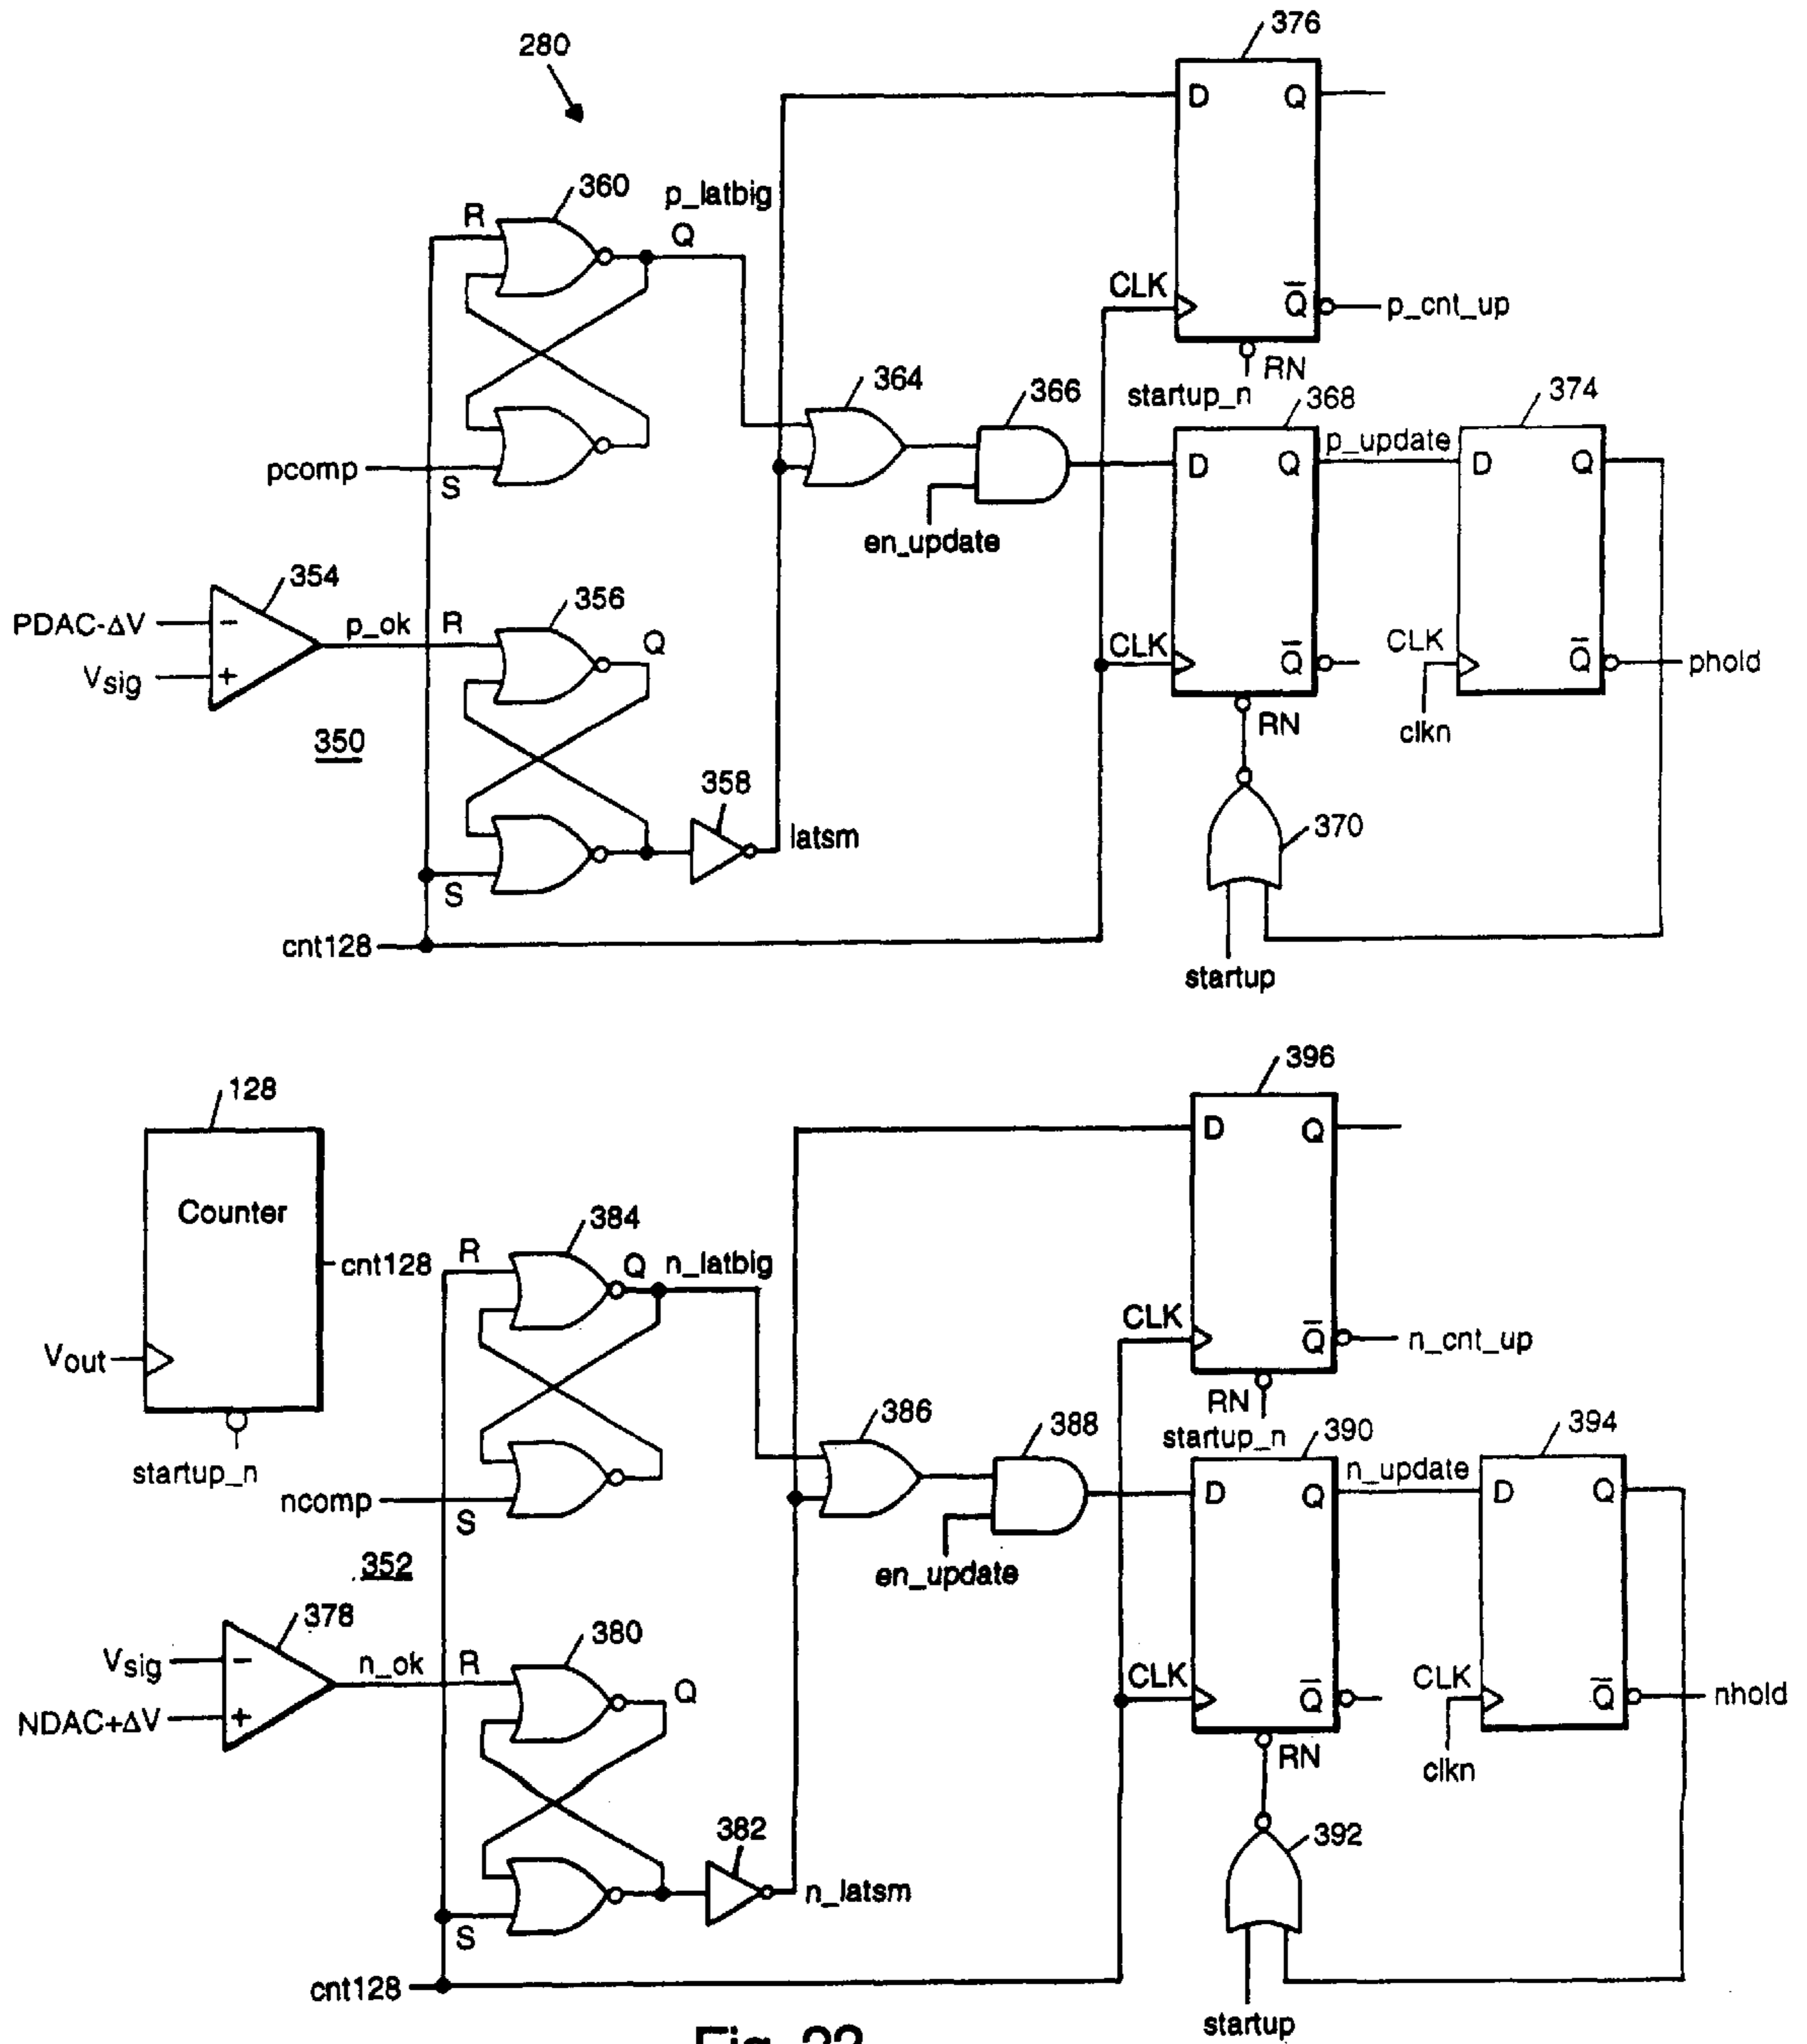 280
376
D Q
360
p_latbig
R
Q
CLK
Q
p_cnt_up
RN
startup_n
364
366
368
374
p_update
D Q
D Q
pcomp
S
en_update
354
356
PDAC-ΔV
-
p_ok
R
Q
Vsig
+
CLK
Q
CLK
Q
phold
RN
clkn
350
358
latsm
370
S
cnt128
startup
396
128
D Q
Counter
384
cnt128
R
Q
n_latbig
CLK
Q
n_cnt_up
Vout
RN
startup_n
386
388
390
394
n_update
startup_n
D Q
D Q
ncomp
S
en_update
352
378
380
Vsig
-
n_ok
R
Q
NDAC+ΔV
+
CLK
Q
CLK
Q
nhold
RN
clkn
382
n_latsm
392
S
cnt128
startup